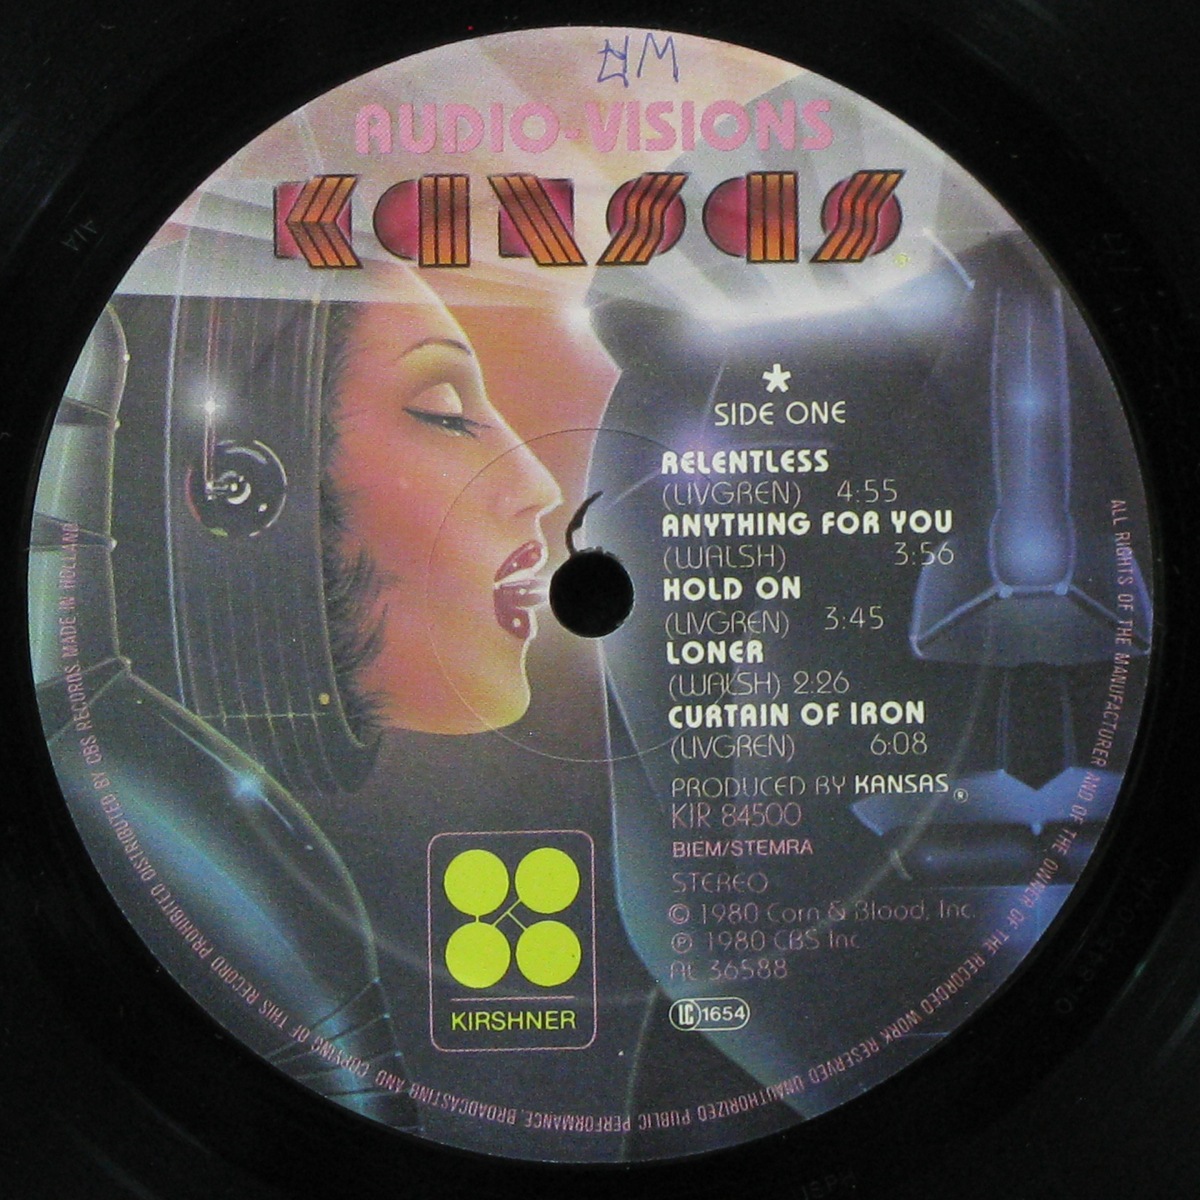 AUDIO-VISIONS
KANSAS®
*
SIDE ONE
RELENTLESS
(LIVGREN) 4:55
ANYTHING FOR YOU
(WALSH) 3:56
HOLD ON
(LIVGREN) 3:45
LONER
(WALSH) 2:26
CURTAIN OF IRON
(LIVGREN) 6:08
PRODUCED BY KANSAS®
KIR 84500
BIEM/STEMRA
STEREO
© 1980 Corn & Blood, Inc.
℗ 1980 CBS Inc
AL 36588
LC 1654
KIRSHNER
ALL RIGHTS OF THE MANUFACTURER AND OF THE OWNER OF THE RECORDED WORK RESERVED UNAUTHORIZED PUBLIC PERFORMANCE, BROADCASTING AND COPYING OF THIS RECORD PROHIBITED DISTRIBUTED BY CBS RECORDS MADE IN HOLLAND